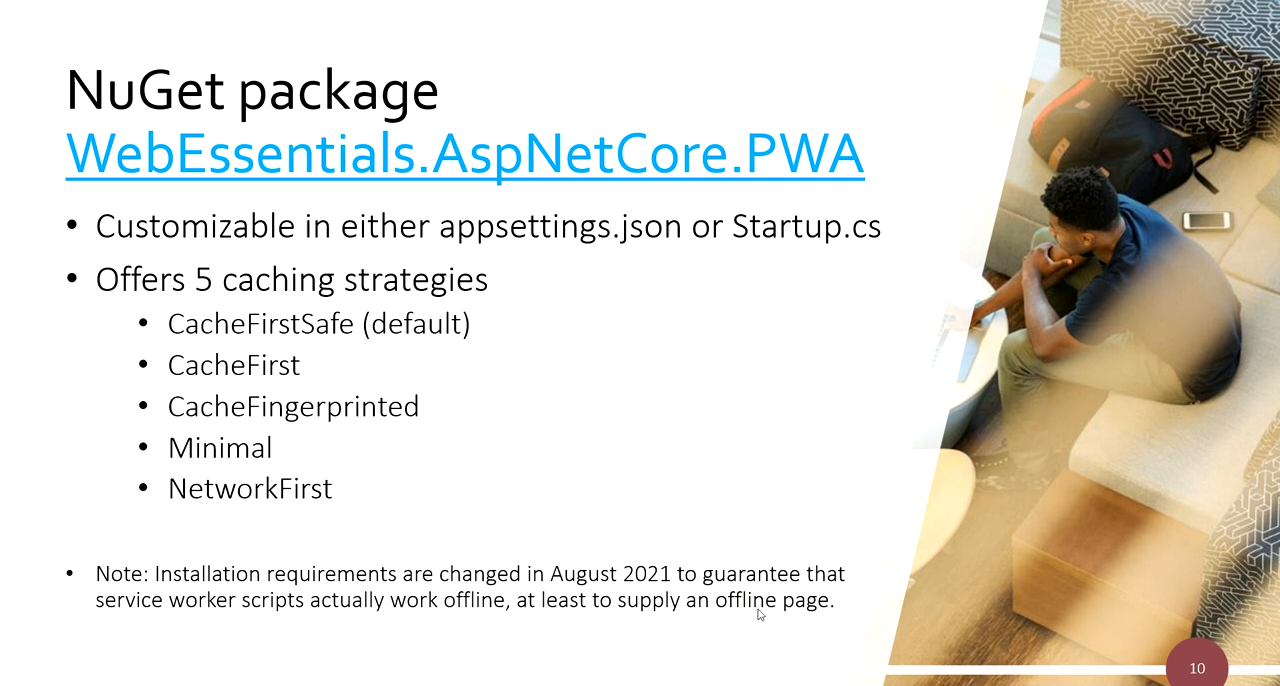 NuGet package
WebEssentials.AspNetCore.PWA
• Customizable in either appsettings.json or Startup.cs
• Offers 5 caching strategies
• CacheFirstSafe (default)
• CacheFirst
• CacheFingerprinted
• Minimal
• NetworkFirst
• Note: Installation requirements are changed in August 2021 to guarantee that
service worker scripts actually work offline, at least to supply an offline page.
10